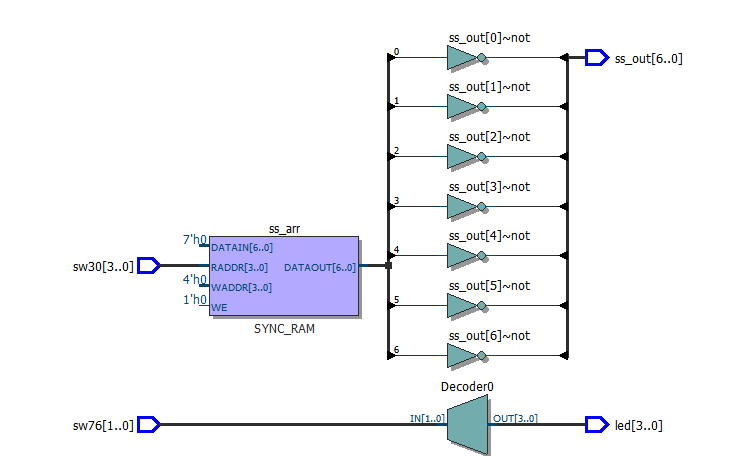 ss_out[0]~not
0
ss_out[6..0]
ss_out[1]~not
1
ss_out[2]~not
2
ss_out[3]~not
3
ss_arr
ss_out[4]~not
4
7'h0
DATAIN[6..0]
sw30[3..0]
RADDR[3..0]
DATAOUT[6..0]
4'h0
WADDR[3..0]
1'h0
WE
SYNC_RAM
ss_out[5]~not
5
ss_out[6]~not
6
Decoder0
sw76[1..0]
IN[1..0]
OUT[3..0]
led[3..0]